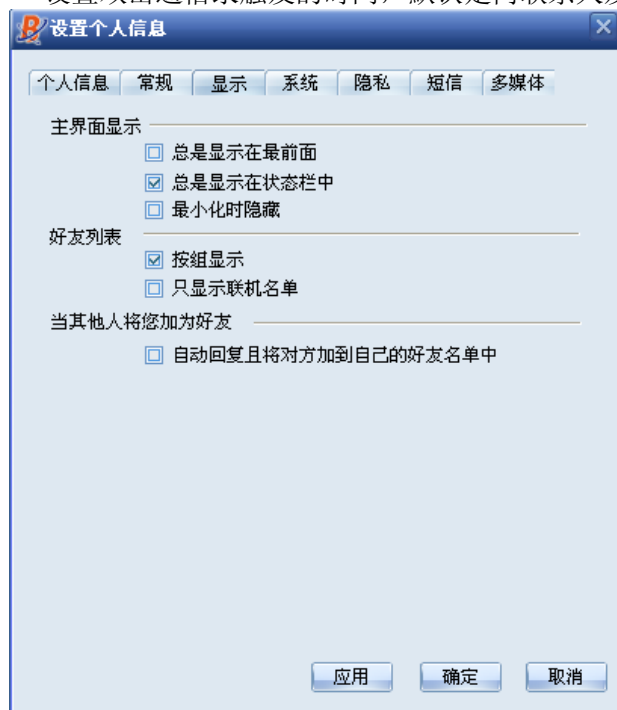 设置个人信息
个人信息 常规 显示 系统 隐私 短信 多媒体
主界面显示
总是显示在最前面
总是显示在状态栏中
最小化时隐藏
好友列表
按组显示
只显示联机名单
当其他人将您加为好友
自动回复且将对方加到自己的好友名单中
应用 确定 取消